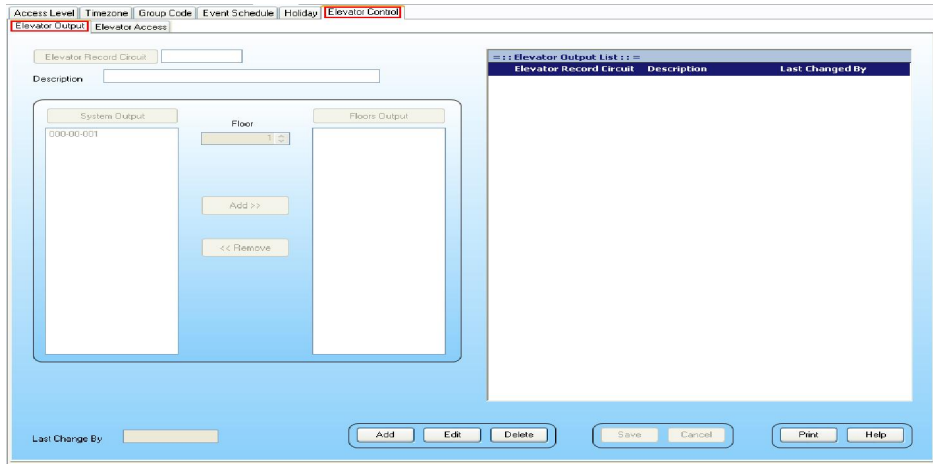 Access Level Timezone Group Code Event Schedule Holiday Elevator Control
Elevator Output Elevator Access
Elevator Record Circuit
Description
System Output
Floor
Floors Output
000-00-001
1
Add >>
<< Remove
=:: Elevator Output List :: =
Elevator Record Circuit Description Last Changed By
Last Change By
Add Edit Delete Save Cancel Print Help